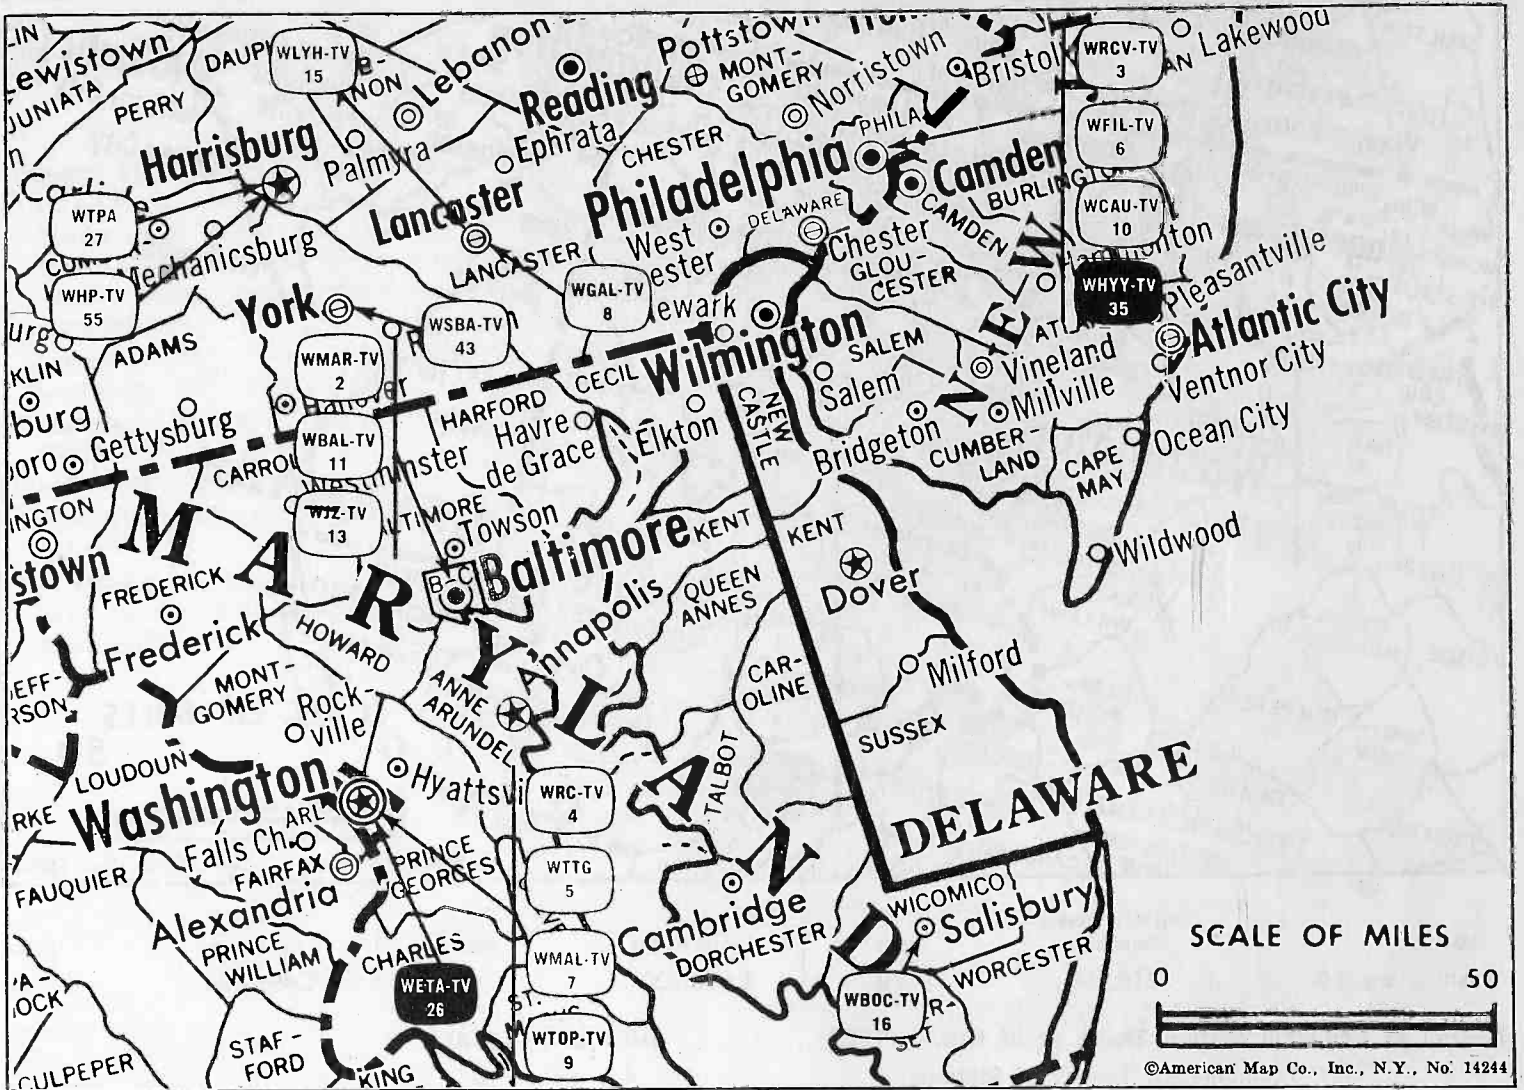 Lewistown
JUNIATA
PERRY
WLYH-TV
15
Lebanon
Reading
Pottstown
MONT-
GOMERY
Norristown
Bristol
WRCV-TV
3
Lakewood
PHILA.
WFIL-TV
6
Harrisburg
Palmyra
Ephrata
CHESTER
Philadelphia
Camden
BURLINGTON
WCAU-TV
10
Carlisle
WTPA
27
Mechanicsburg
Lancaster
LANCASTER
West
DELAWARE
Chester
CAMDEN
GLOU-
CESTER
WHYY-TV
35
Pleasantville
WHP-TV
55
York
WSBA-TV
43
WGAL-TV
8
Newark
Wilmington
NEW
SALEM
Salem
Vineland
Millville
Atlantic City
Ventnor City
Ocean City
ADAMS
WMAR-TV
2
Hanover
CECIL
HARFORD
Havre
de Grace
Elkton
NEW
CASTLE
Bridgeton
CUMBER-
LAND
CAPE
MAY
Gettysburg
WBAL-TV
11
Westminster
WJZ-TV
13
BALTIMORE
Towson
Baltimore
KENT
KENT
Wildwood
MARYLAND
FREDERICK
Frederick
HOWARD
B-C
QUEEN
ANNES
Dover
Annapolis
MONT-
GOMERY
Rock-
ville
ANNE
ARUNDEL
CAR-
OLINE
Milford
SUSSEX
LOUDOUN
Washington
Hyattsvi
WRC-TV
4
TALBOT
DELAWARE
ARL
Falls Ch.
FAIRFAX
PRINCE
GEORGES
WTTG
5
FAUQUIER
Alexandria
PRINCE
WILLIAM
CHARLES
WMAL-TV
7
Cambridge
DORCHESTER
WICOMICO
Salisbury
WORCESTER
WETA-TV
26
ST.
WTOP-TV
9
WBOC-TV
16
STAF-
FORD
CULPEPER
KING
SCALE OF MILES
0 50
©American Map Co., Inc., N.Y., No. 14244